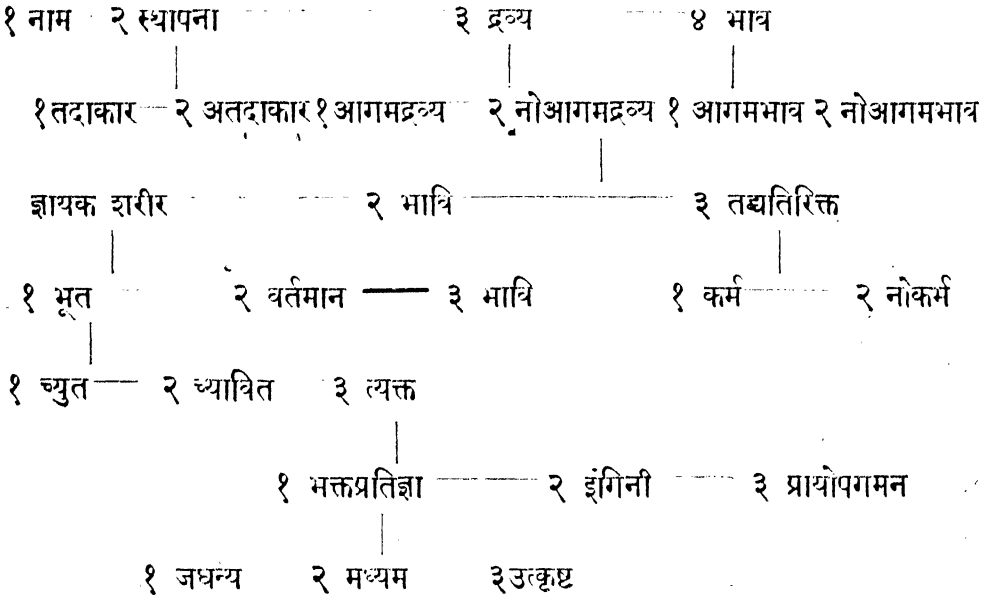 १ नाम २ स्थापना ३ द्रव्य ४ भाव
१ तदाकार २ अतदाकार १ आगमद्रव्य २ नोआगमद्रव्य १ आगमभाव २ नोआगमभाव
ज्ञायक शरीर २ भावि ३ तद्यतिरिक्त
१ भूत २ वर्तमान ३ भावि १ कर्म २ नोकर्म
१ च्युत २ च्यावित ३ त्यक्त
१ भक्तप्रतिज्ञा २ इंगिनी ३ प्रायोपगमन
१ जधन्य २ मध्यम ३ उत्कृष्ट